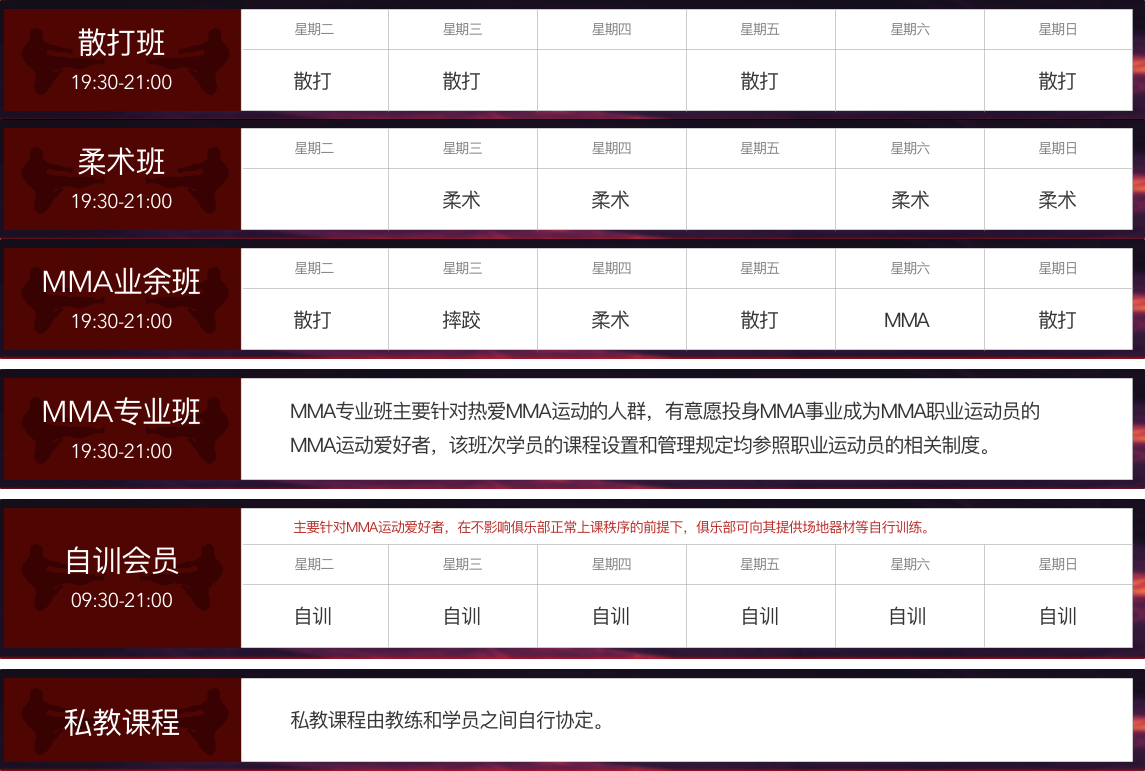 散打班
19:30-21:00
星期二 星期三 星期四 星期五 星期六 星期日
散打 散打 散打 散打
柔术班
19:30-21:00
星期二 星期三 星期四 星期五 星期六 星期日
柔术 柔术 柔术 柔术
MMA业余班
19:30-21:00
星期二 星期三 星期四 星期五 星期六 星期日
散打 摔跤 柔术 散打 MMA 散打
MMA专业班
19:30-21:00
MMA专业班主要针对热爱MMA运动的人群，有意愿投身MMA事业成为MMA职业运动员的
MMA运动爱好者，该班次学员的课程设置和管理规定均参照职业运动员的相关制度。
自训会员
09:30-21:00
主要针对MMA运动爱好者，在不影响俱乐部正常上课秩序的前提下，俱乐部可向其提供场地器材等自行训练。
星期二 星期三 星期四 星期五 星期六 星期日
自训 自训 自训 自训 自训 自训
私教课程
私教课程由教练和学员之间自行协定。